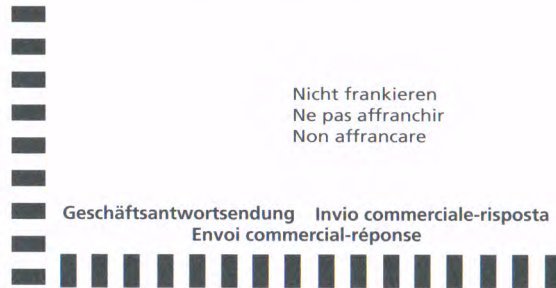 Nicht frankieren
Ne pas affranchir
Non affrancare
Geschäftsantwortsendung Invio commerciale-risposta
Envoi commercial-réponse